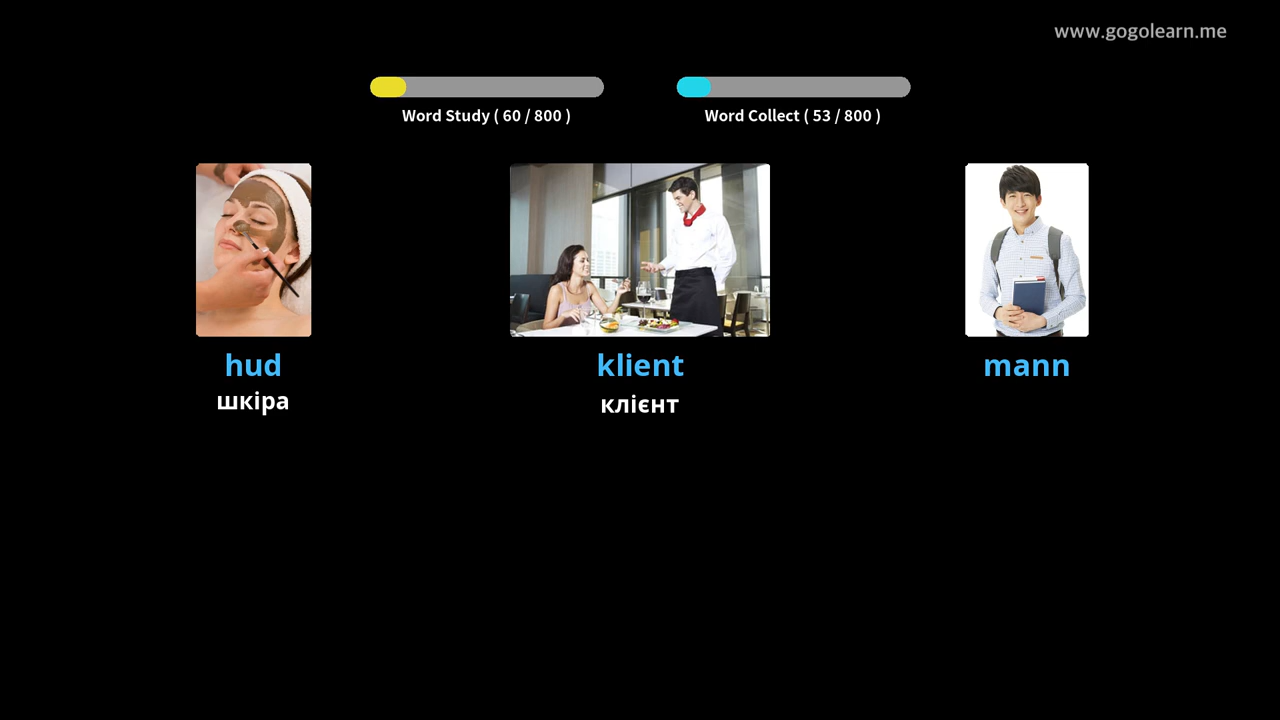 www.gogolearn.me
Word Study ( 60 / 800 )
Word Collect ( 53 / 800 )
hud
klient
mann
шкіра
клієнт